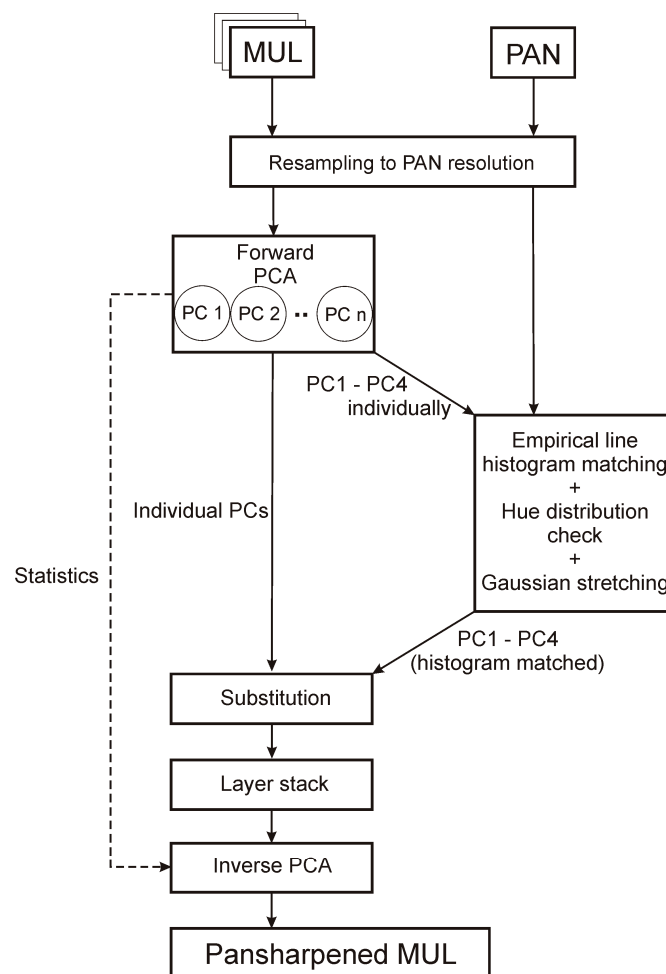 MUL
PAN
Resampling to PAN resolution
Forward
PCA
PC 1
PC 2
..
PC n
PC1 - PC4
individually
Empirical line
histogram matching
+
Hue distribution
check
+
Gaussian stretching
Individual PCs
Statistics
PC1 - PC4
(histogram matched)
Substitution
Layer stack
Inverse PCA
Pansharpened MUL